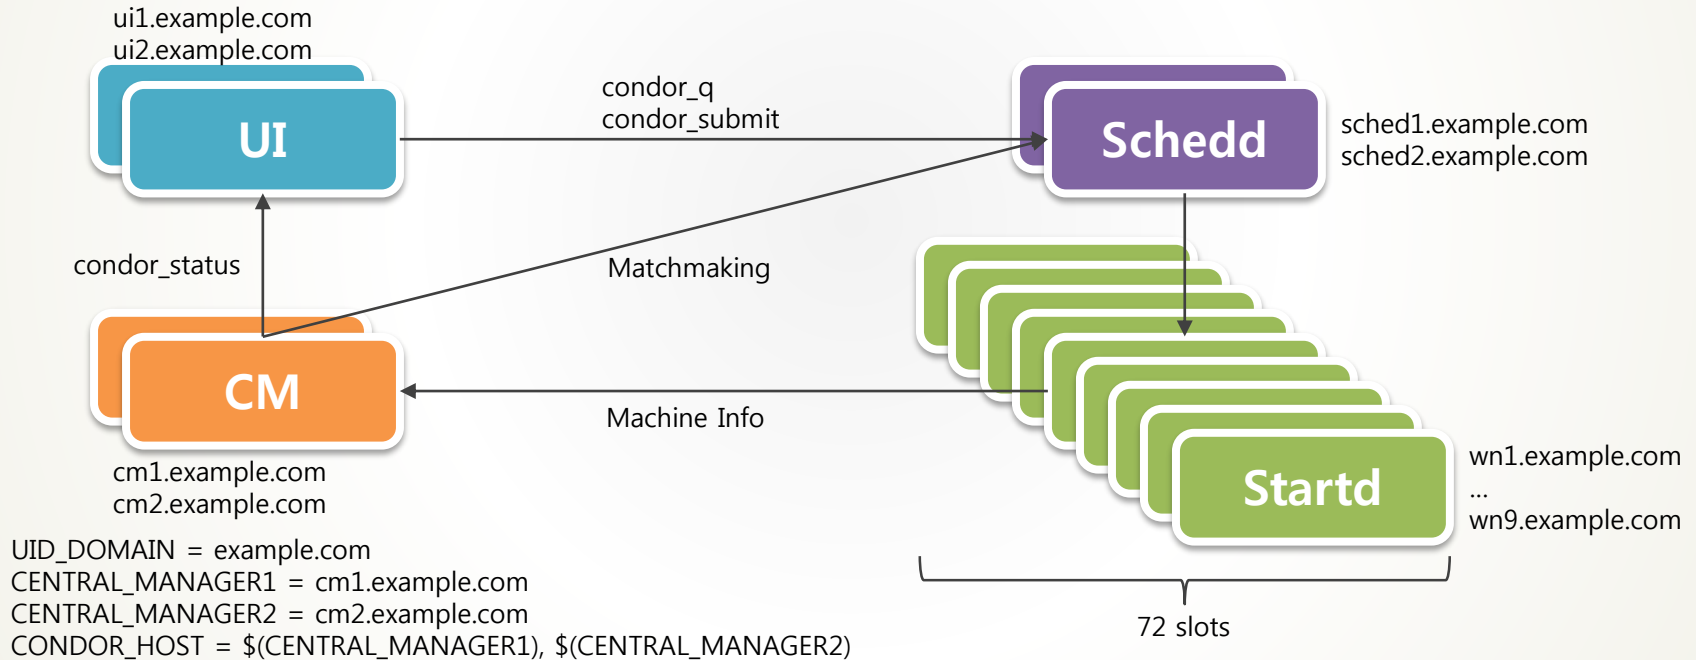 ui1.example.com
ui2.example.com
UI
condor_q
condor_submit
Schedd
sched1.example.com
sched2.example.com
condor_status
Matchmaking
CM
Machine Info
cm1.example.com
cm2.example.com
Startd
wn1.example.com
...
wn9.example.com
72 slots
UID_DOMAIN = example.com
CENTRAL_MANAGER1 = cm1.example.com
CENTRAL_MANAGER2 = cm2.example.com
CONDOR_HOST = $(CENTRAL_MANAGER1), $(CENTRAL_MANAGER2)